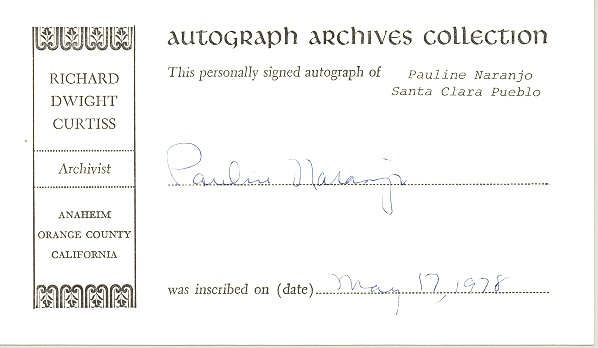 AUTOGRAPH ARCHIVES COLLECTION
RICHARD
DWIGHT
CURTISS
Archivist
ANAHEIM
ORANGE COUNTY
CALIFORNIA
This personally signed autograph of Pauline Naranjo
Santa Clara Pueblo
Pauline Naranjo
was inscribed on (date) May 17, 1978